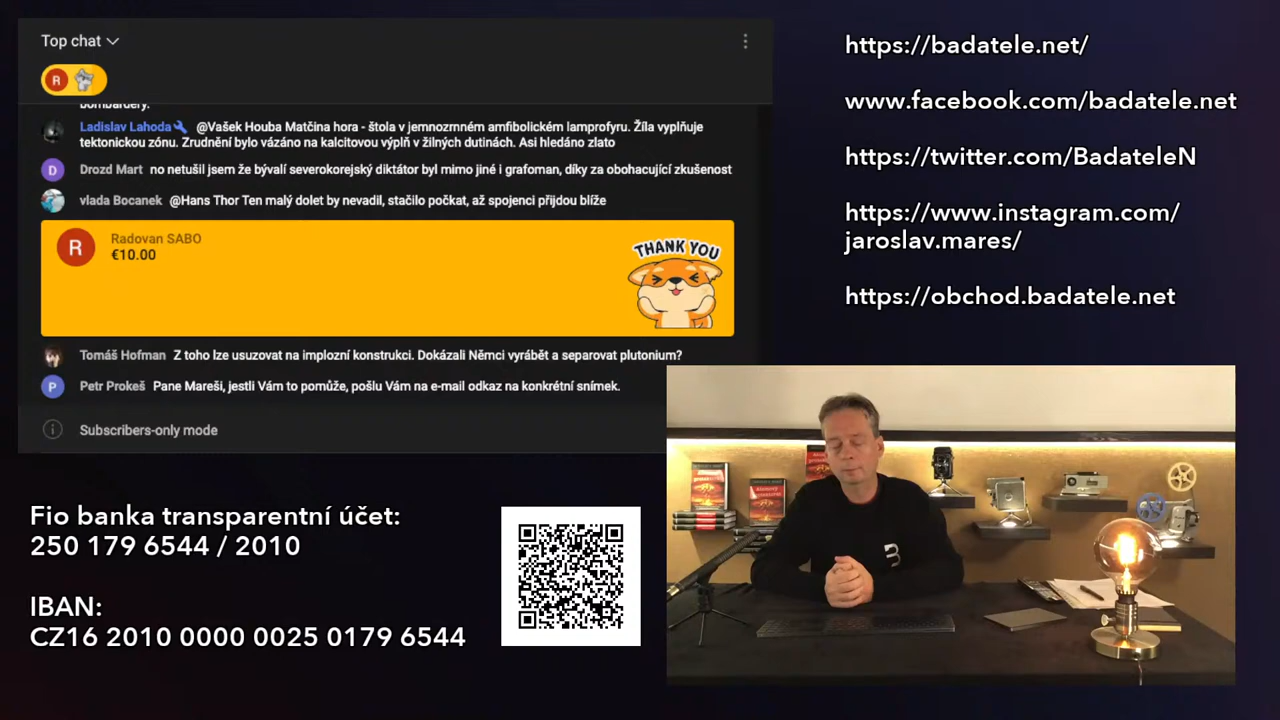 Top chat
R
bombardéry.
Ladislav Lahoda @Vašek Houba Matčina hora - štola v jemnozrnném amfibolickém lamprofyru. Žíla vyplňuje
tektonickou zónu. Zrudnění bylo vázáno na kalcitovou výplň v žilných dutinách. Asi hledáno zlato
D Drozd Mart no netušil jsem že bývalí severokorejský diktátor byl mimo jiné i grafoman, díky za obohacující zkušenost
vlada Bocanek @Hans Thor Ten malý dolet by nevadil, stačilo počkat, až spojenci přijdou blíže
R Radovan SABO
€10.00
THANK YOU
Tomáš Hofman Z toho lze usuzovat na implozní konstrukci. Dokázali Němci vyrábět a separovat plutonium?
P Petr Prokeš Pane Mareši, jestli Vám to pomůže, pošlu Vám na e-mail odkaz na konkrétní snímek.
Subscribers-only mode
https://badatele.net/
www.facebook.com/badatele.net
https://twitter.com/BadateleN
https://www.instagram.com/
jaroslav.mares/
https://obchod.badatele.net
Fio banka transparentní účet:
250 179 6544 / 2010
IBAN:
CZ16 2010 0000 0025 0179 6544